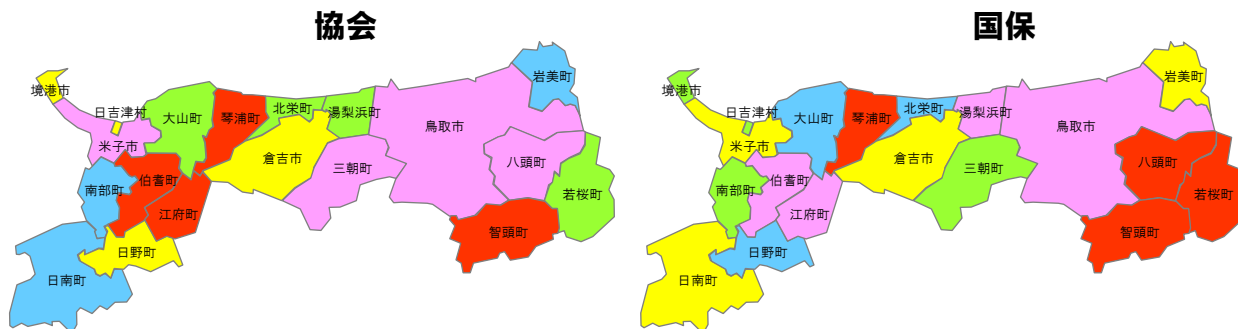 協会
岩美町
境港市
日吉津村
大山町
琴浦町
北栄町
湯梨浜町
鳥取市
米子市
倉吉市
三朝町
八頭町
南部町
伯耆町
若桜町
江府町
智頭町
日野町
日南町
国保
岩美町
境港市
日吉津村
大山町
琴浦町
北栄町
湯梨浜町
鳥取市
米子市
倉吉市
三朝町
八頭町
南部町
伯耆町
若桜町
江府町
智頭町
日野町
日南町